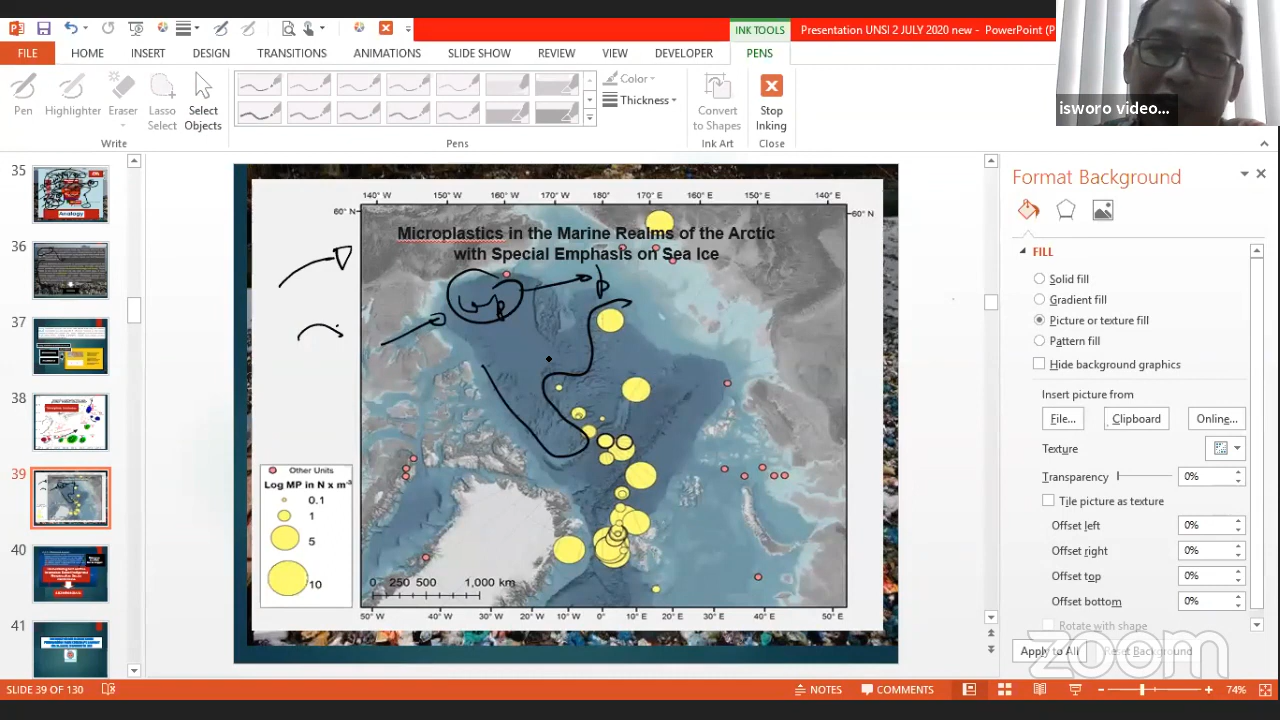 INK TOOLS
Presentation UNSI 2 JULY 2020 new - PowerPoint (P
FILE
HOME
INSERT
DESIGN
TRANSITIONS
ANIMATIONS
SLIDE SHOW
REVIEW
VIEW
DEVELOPER
PENS
isworo video...
Pen
Highlighter
Eraser
Lasso
Select
Select
Objects
Color
Thickness
Convert
to Shapes
Stop
Inking
Write
Pens
Ink Art
Close
35
Analogy
36
37
38
39
40
41
140° W
150° W
160° W
170° W
180°
170° E
160° E
150° E
140° E
60° N
60° N
Microplastics in the Marine Realms of the Arctic
with Special Emphasis on Sea Ice
Other Units
Log MP in N x m⁻³
0.1
1
5
10
0 250 500 1,000 km
50° W
40° W
30° W
20° W
10° W
0°
10° E
20° E
30° E
40° E
50° E
Format Background
FILL
Solid fill
Gradient fill
Picture or texture fill
Pattern fill
Hide background graphics
Insert picture from
File...
Clipboard
Online...
Texture
Transparency
0%
Tile picture as texture
Offset left
0%
Offset right
0%
Offset top
0%
Offset bottom
0%
Rotate with shape
Apply to All
Reset Background
zoom
SLIDE 39 OF 130
NOTES
COMMENTS
74%